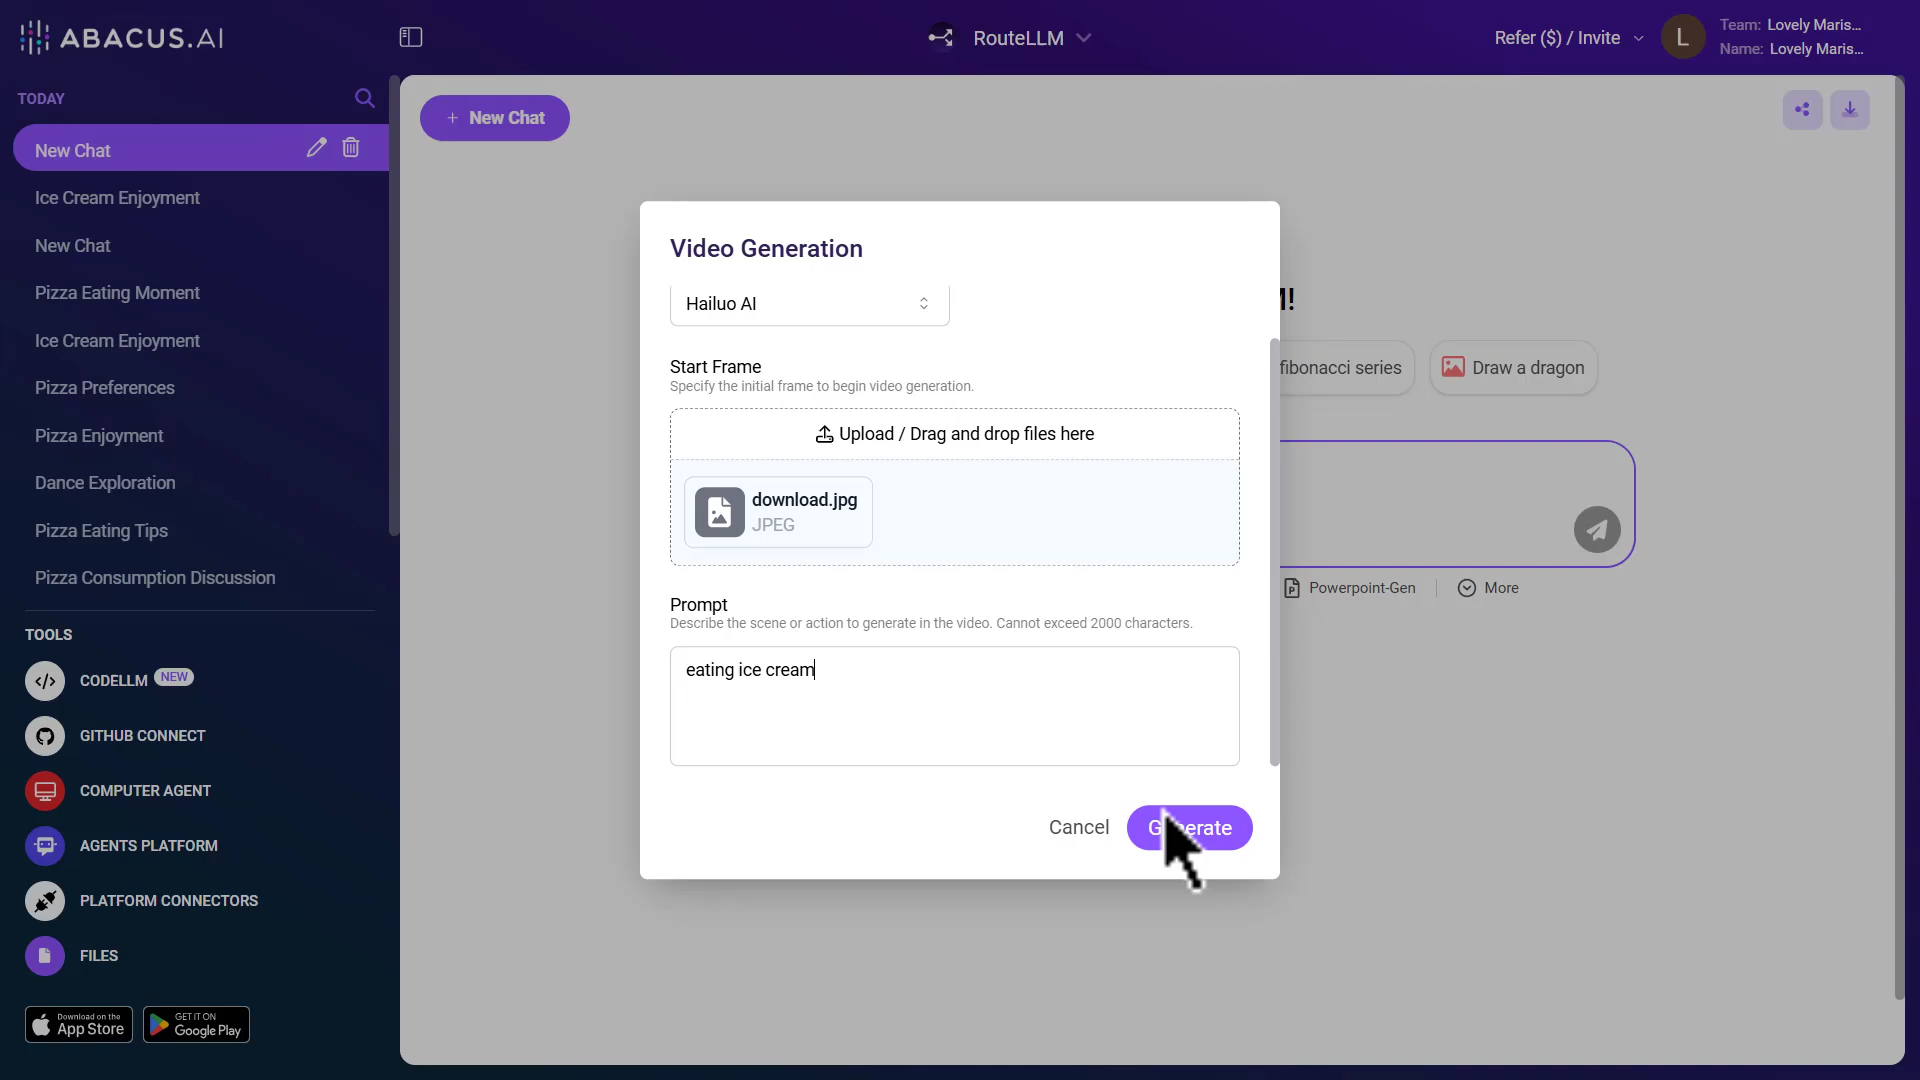 ABACUS.AI
RouteLLM
Refer ($) / Invite
L
Team: Lovely Maris...
Name: Lovely Maris...
TODAY
New Chat
Ice Cream Enjoyment
New Chat
Pizza Eating Moment
Ice Cream Enjoyment
Pizza Preferences
Pizza Enjoyment
Dance Exploration
Pizza Eating Tips
Pizza Consumption Discussion
TOOLS
CODELLM NEW
GITHUB CONNECT
COMPUTER AGENT
AGENTS PLATFORM
PLATFORM CONNECTORS
FILES
Download on the
App Store
GET IT ON
Google Play
+ New Chat
Video Generation
Hailuo AI
Start Frame
Specify the initial frame to begin video generation.
Upload / Drag and drop files here
download.jpg
JPEG
Prompt
Describe the scene or action to generate in the video. Cannot exceed 2000 characters.
eating ice cream
Cancel
Generate
fibonacci series
Draw a dragon
Powerpoint-Gen
More